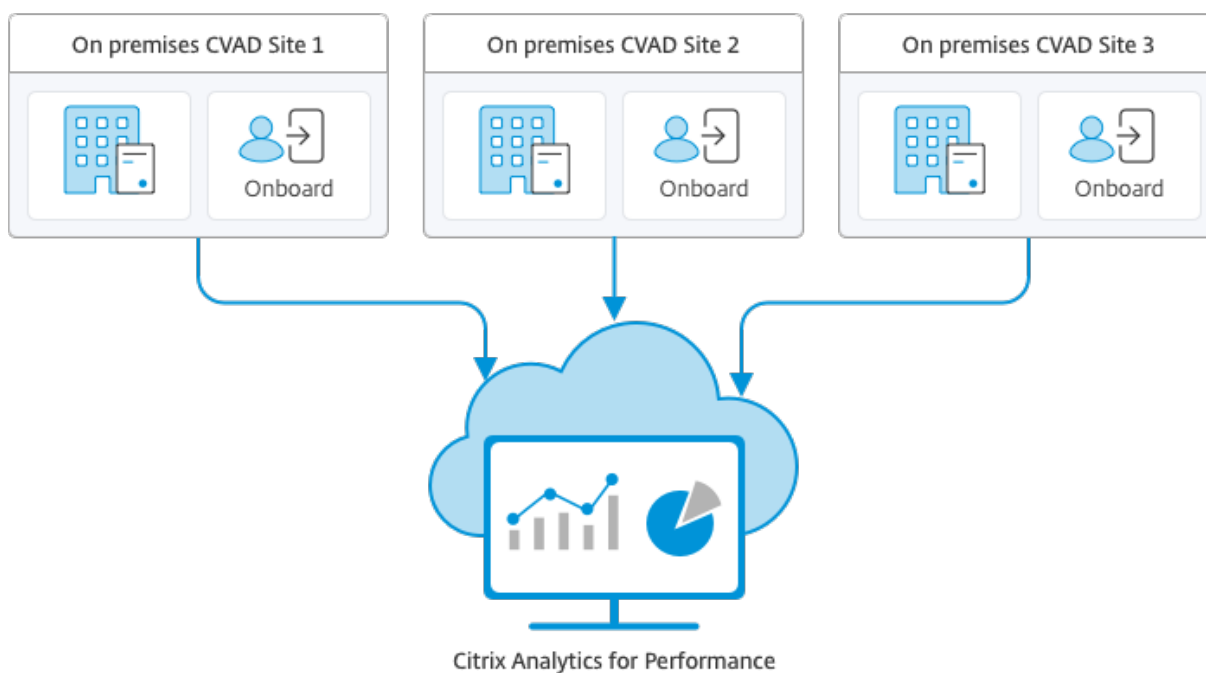 On premises CVAD Site 1
On premises CVAD Site 2
On premises CVAD Site 3
Onboard
Onboard
Onboard
Citrix Analytics for Performance